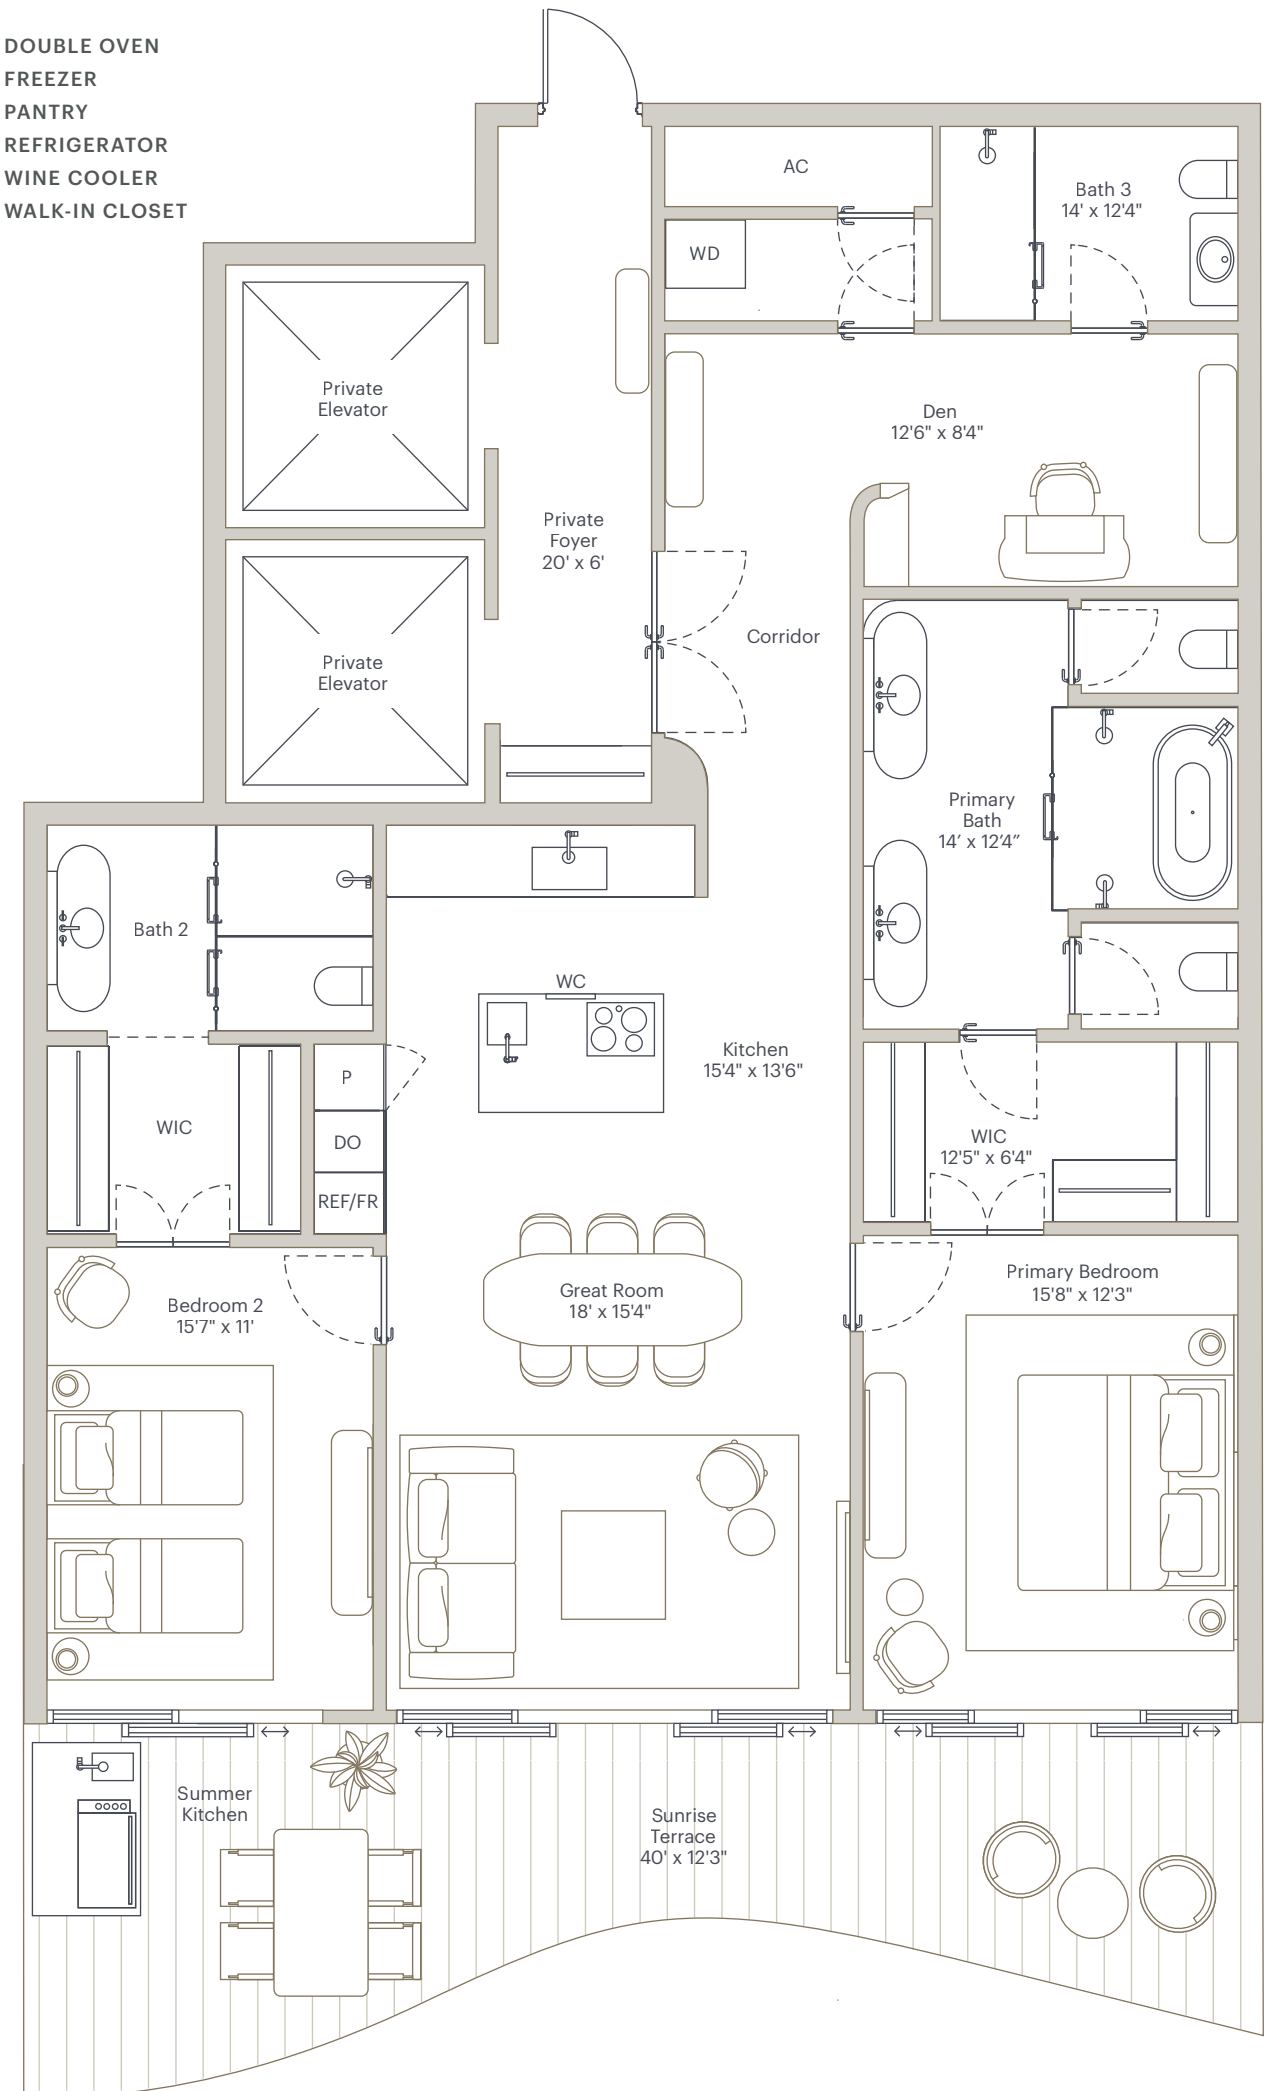 DOUBLE OVEN
FREEZER
PANTRY
REFRIGERATOR
WINE COOLER
WALK-IN CLOSET
AC
Bath 3
14' x 12'4"
WD
Private
Elevator
Den
12'6" x 8'4"
Private
Foyer
20' x 6'
Corridor
Private
Elevator
Primary
Bath
14′ x 12′4″
Bath 2
WC
Kitchen
15'4" x 13'6"
P
WIC
DO
WIC
12'5" x 6'4"
REF/FR
Great Room
18' x 15'4"
Primary Bedroom
15'8" x 12'3"
Bedroom 2
15'7" x 11'
Summer
Kitchen
Sunrise
Terrace
40' x 12'3"